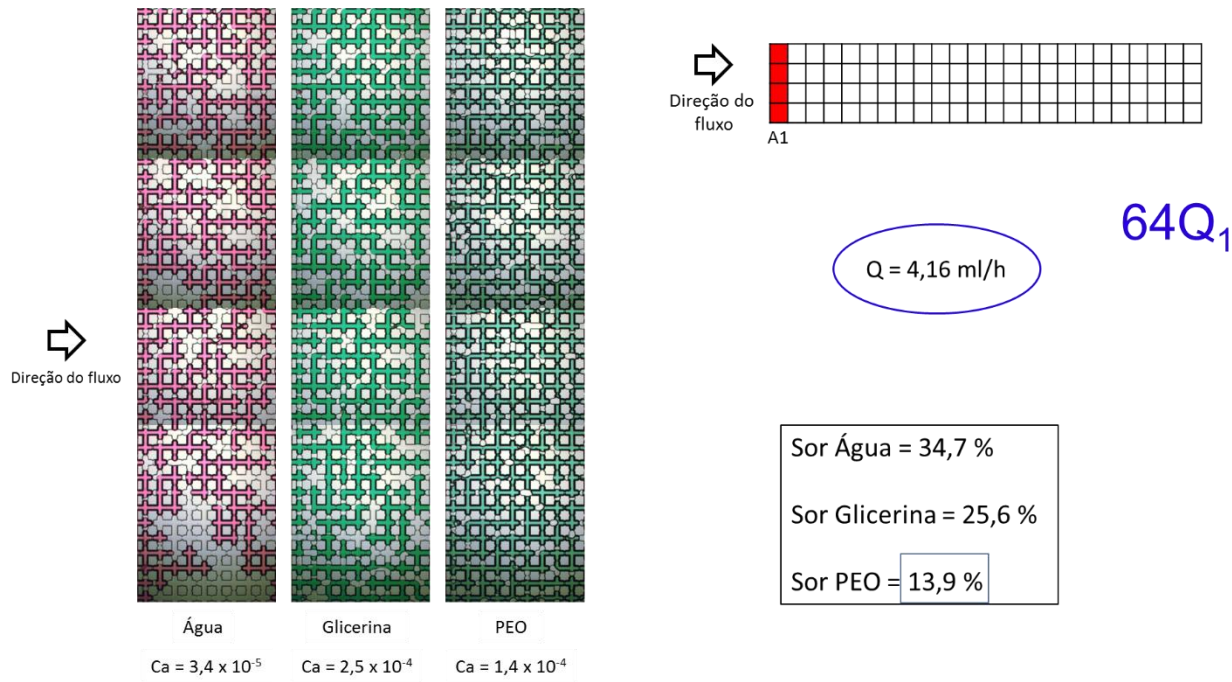 Direção do fluxo
Água
Ca = 3,4 x 10⁻⁵
Glicerina
Ca = 2,5 x 10⁻⁴
PEO
Ca = 1,4 x 10⁻⁴
Direção do
fluxo
A1
64Q₁
Q = 4,16 ml/h
Sor Água = 34,7 %
Sor Glicerina = 25,6 %
Sor PEO = 13,9 %